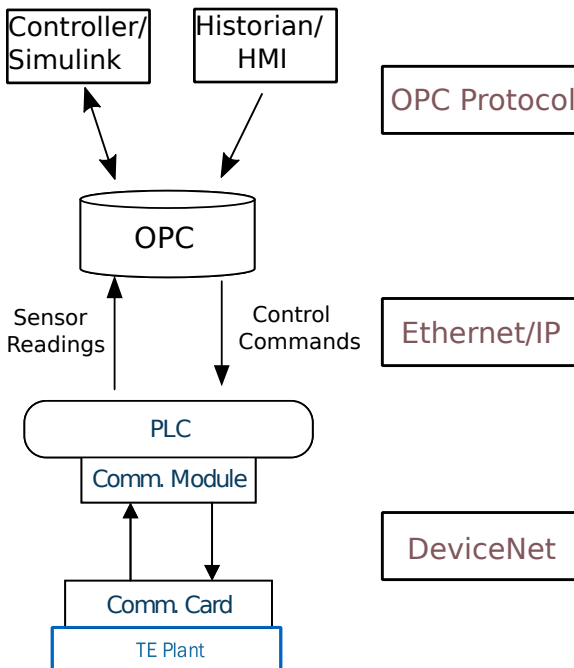 Controller/
Simulink
Historian/
HMI
OPC Protocol
OPC
Sensor
Readings
Control
Commands
Ethernet/IP
PLC
Comm. Module
DeviceNet
Comm. Card
TE Plant